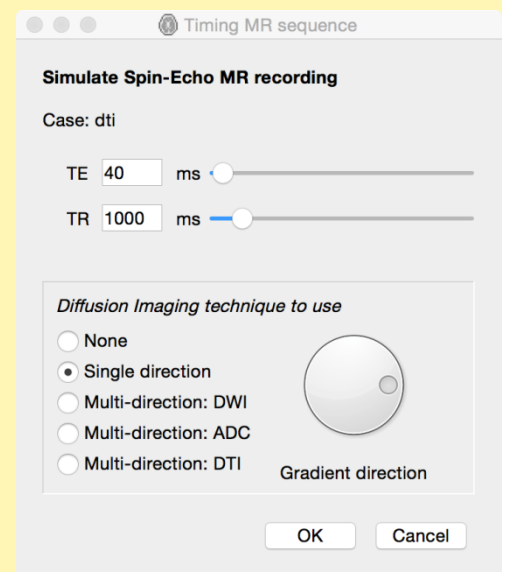 Timing MR sequence
Simulate Spin-Echo MR recording
Case: dti
TE 40 ms
TR 1000 ms
Diffusion Imaging technique to use
None
Single direction
Multi-direction: DWI
Multi-direction: ADC
Multi-direction: DTI
Gradient direction
OK Cancel